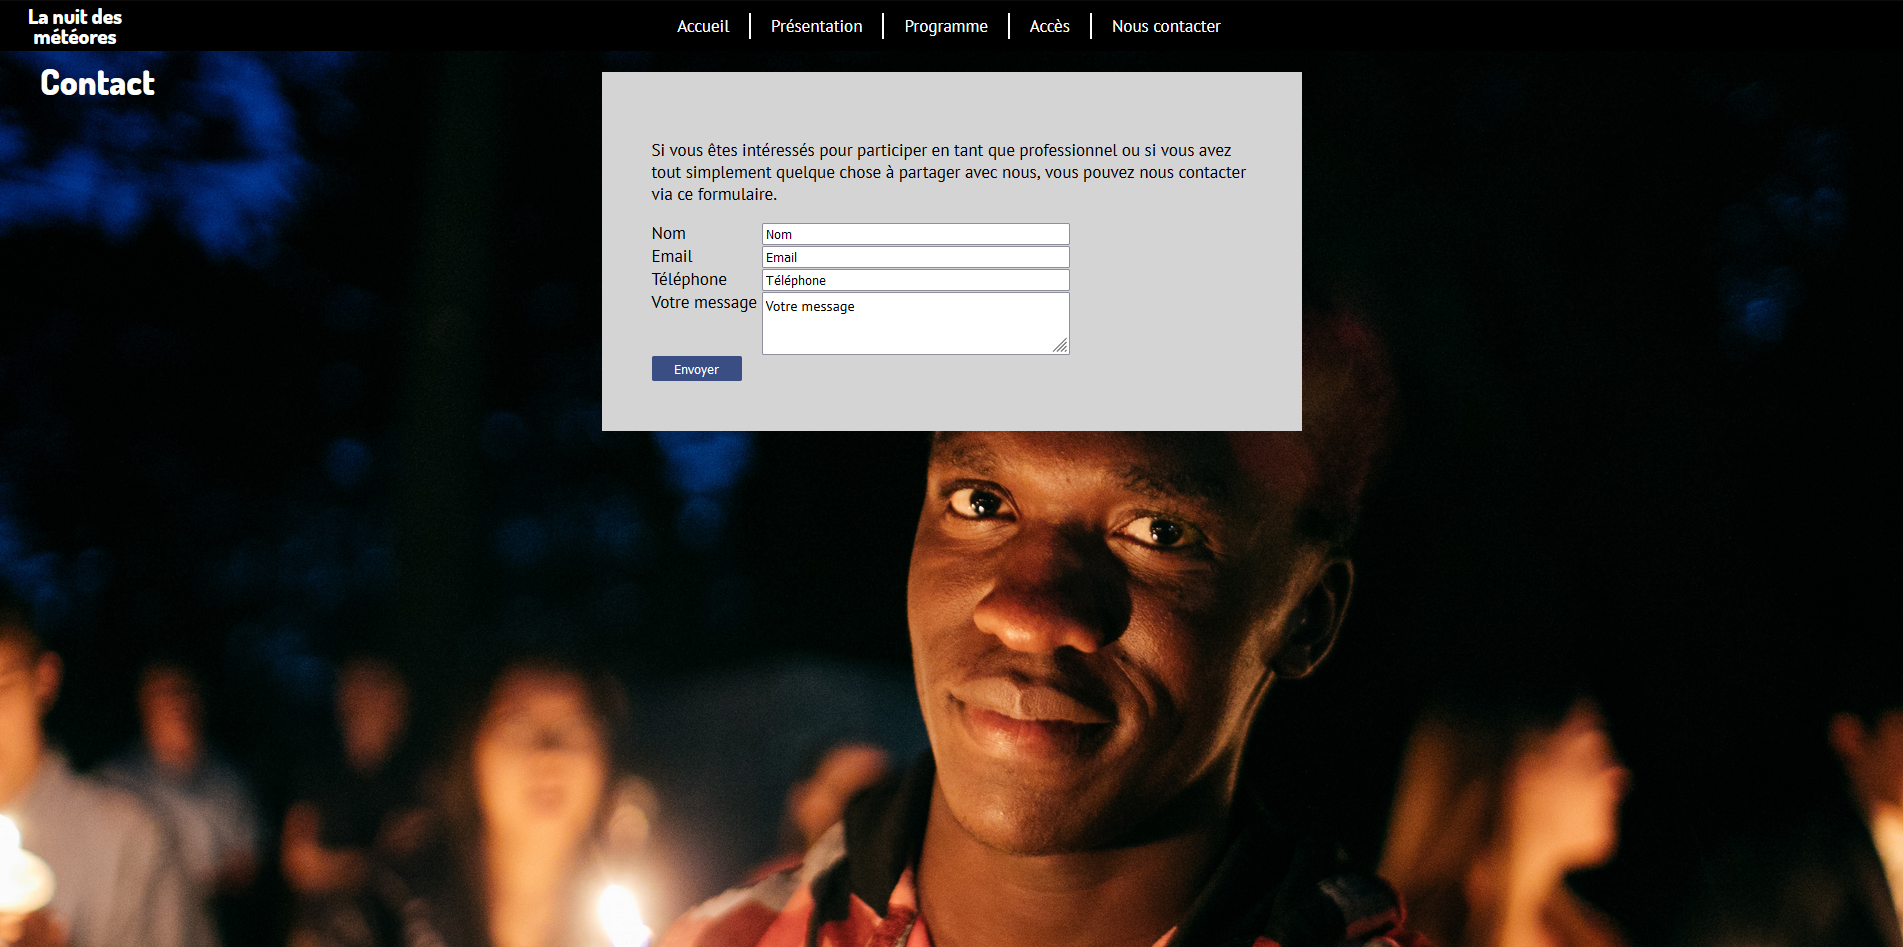 La nuit des
météores
Accueil
Présentation
Programme
Accès
Nous contacter
Contact
Si vous êtes intéressés pour participer en tant que professionnel ou si vous avez
tout simplement quelque chose à partager avec nous, vous pouvez nous contacter
via ce formulaire.
Nom
Nom
Email
Email
Téléphone
Téléphone
Votre message
Votre message
Envoyer